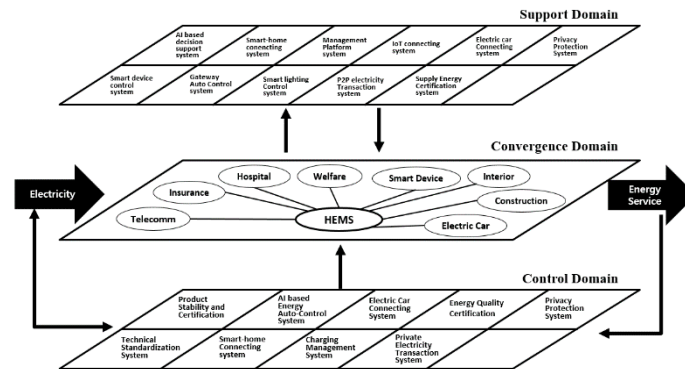 Support Domain
AI based
decision
support
system
Smart-home
conencting
system
Management
Platform
system
IoT connecting
system
Electric car
Connecting
system
Privacy
Protection
System
Smart device
control
system
Gateway
Auto Control
system
Smart lighting
Control
system
P2P electricity
Transaction
system
Supply Energy
Certification
system
Convergence Domain
Electricity
Hospital
Welfare
Smart Device
Interior
Insurance
Construction
Telecomm
HEMS
Electric Car
Energy
Service
Control Domain
Product
Stability and
Certification
AI based
Energy
Auto-Control
System
Electric Car
Connecting
System
Energy Quality
Certification
Privacy
Protection
System
Technical
Standardization
System
Smart-home
Connecting
system
Charging
Management
System
Private
Electricity
Transaction
System